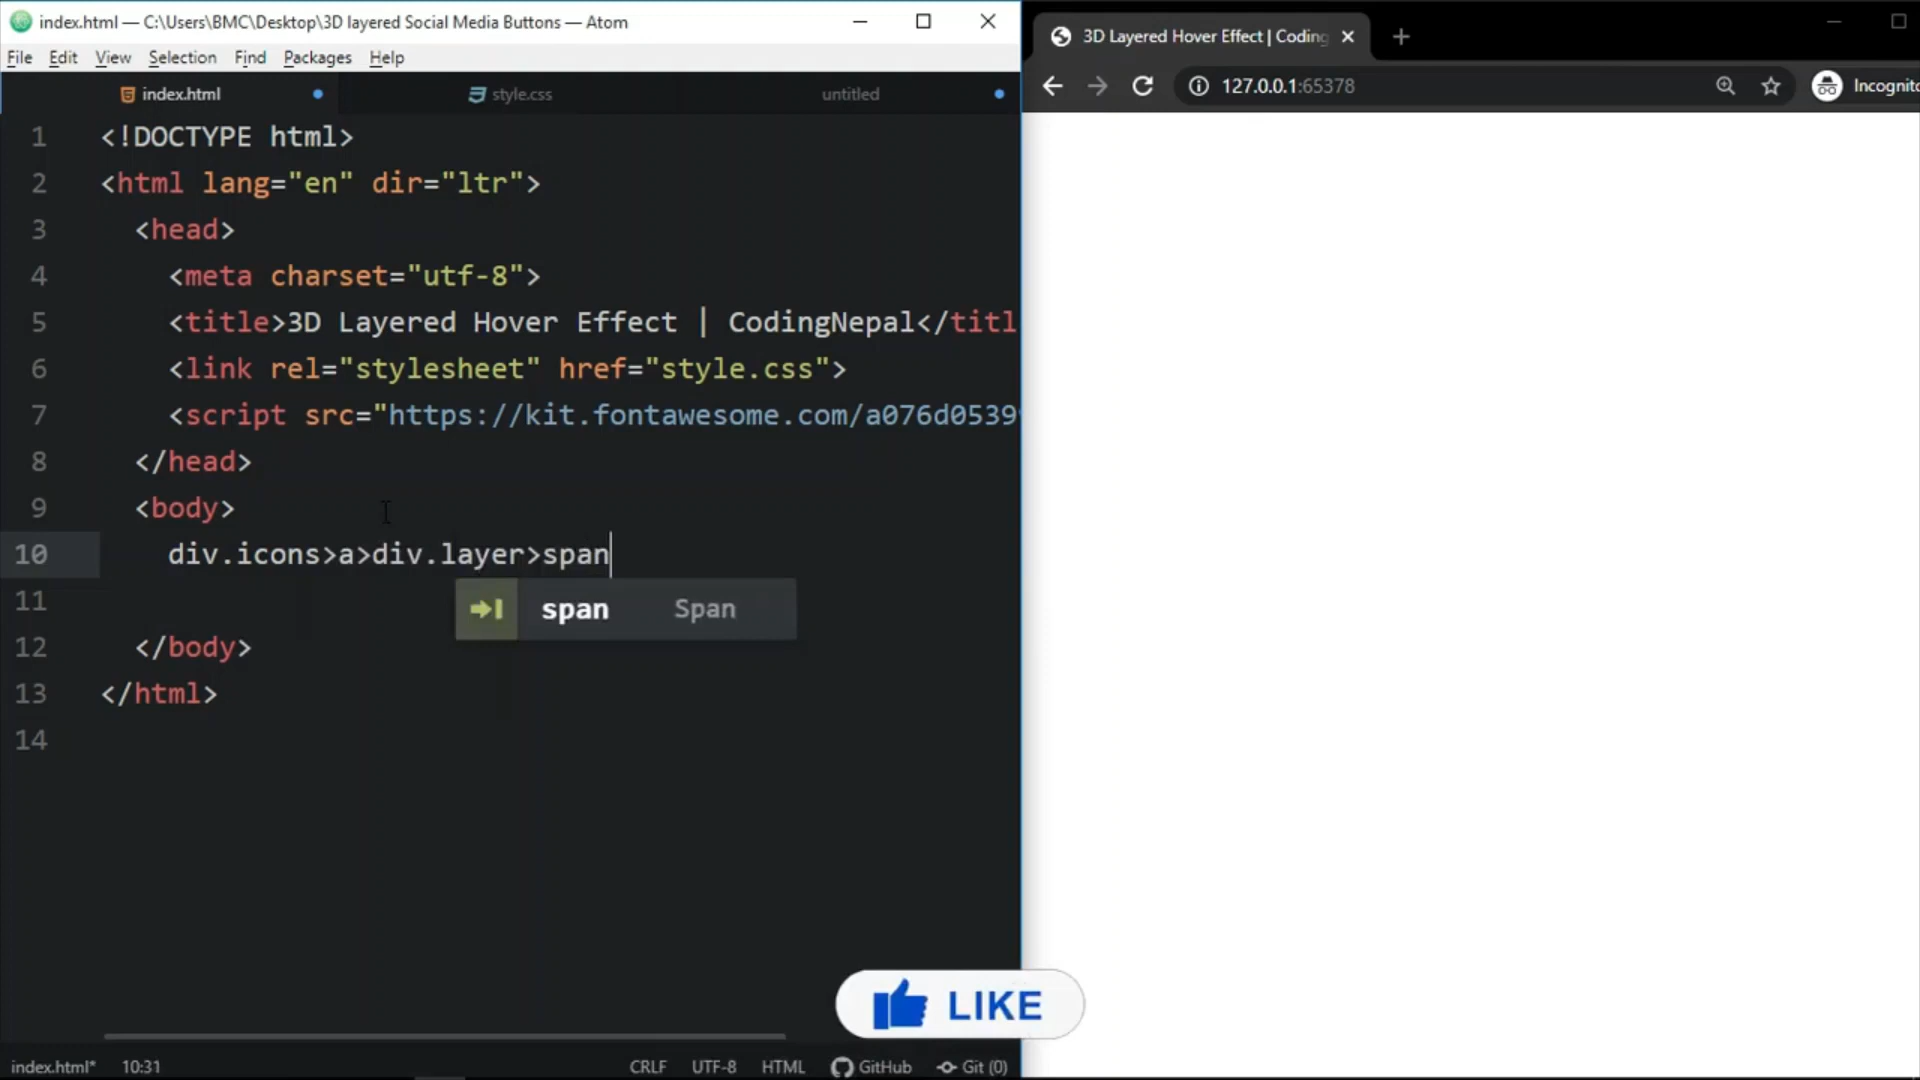 index.html — C:\Users\BMC\Desktop\3D layered Social Media Buttons — Atom
File Edit View Selection Find Packages Help
index.html style.css untitled
1 <!DOCTYPE html>
2 <html lang="en" dir="ltr">
3 <head>
4 <meta charset="utf-8">
5 <title>3D Layered Hover Effect | CodingNepal</titl
6 <link rel="stylesheet" href="style.css">
7 <script src="https://kit.fontawesome.com/a076d0539
8 </head>
9 <body>
10 div.icons>a>div.layer>span
span Span
11
12 </body>
13 </html>
14
index.html* 10:31 CRLF UTF-8 HTML GitHub Git (0)
3D Layered Hover Effect | Coding
127.0.0.1:65378 Incognito
LIKE